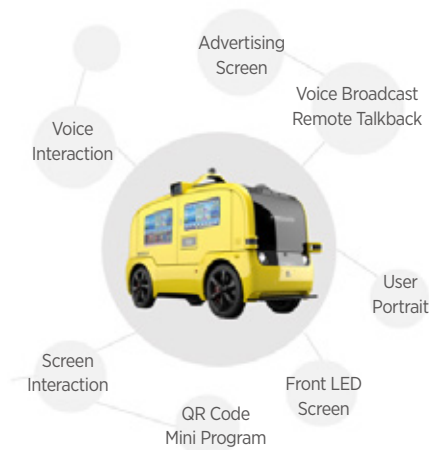 Advertising
Screen
Voice Broadcast
Remote Talkback
Voice
Interaction
User
Portrait
Screen
Interaction
Front LED
Screen
QR Code
Mini Program